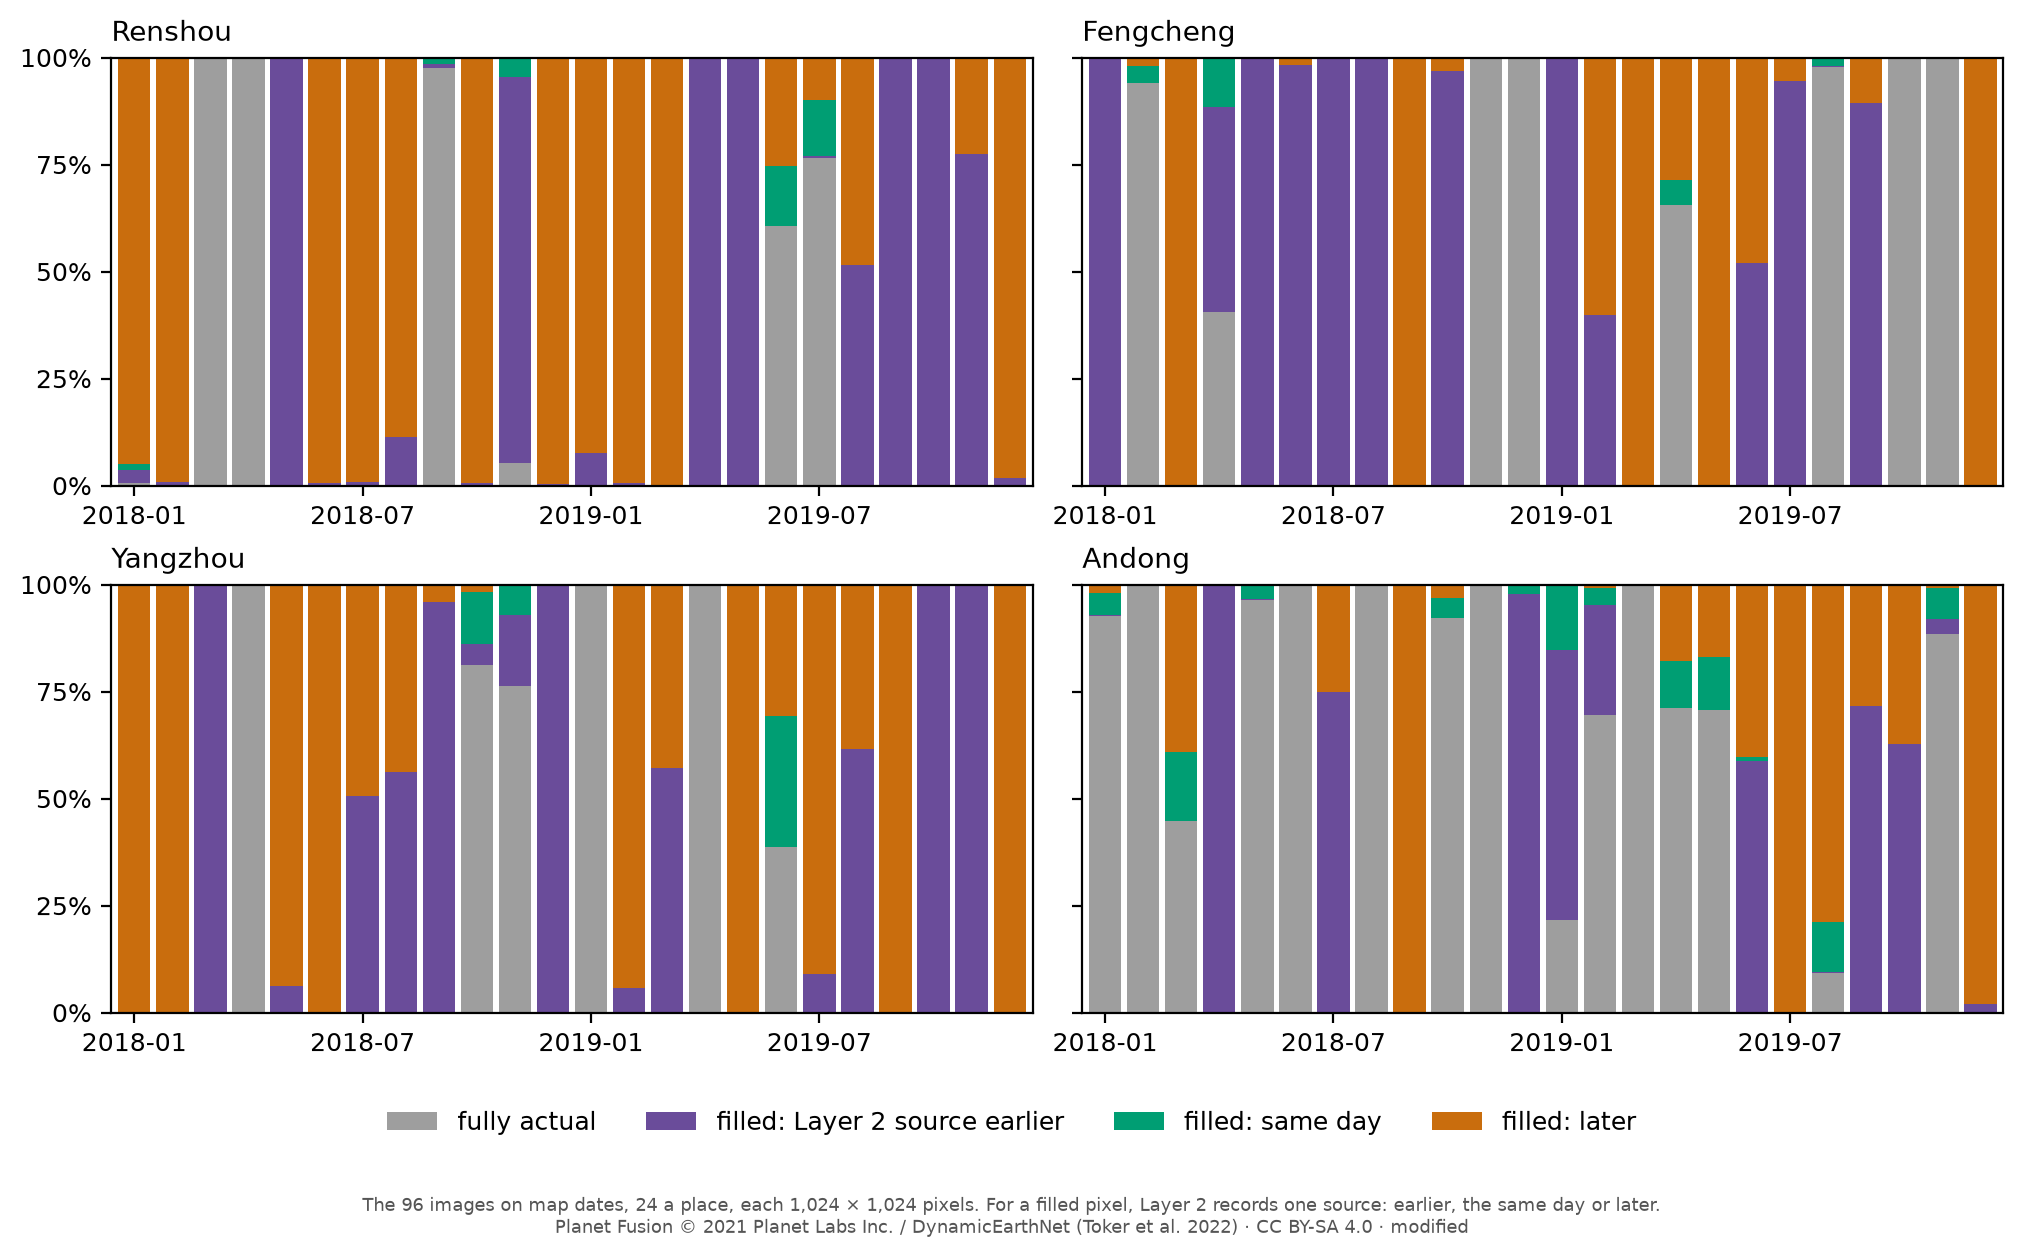 Renshou
Fengcheng
100%
75%
50%
25%
0%
2018-01 2018-07 2019-01 2019-07
2018-01 2018-07 2019-01 2019-07
Yangzhou
Andong
100%
75%
50%
25%
0%
2018-01 2018-07 2019-01 2019-07
2018-01 2018-07 2019-01 2019-07
fully actual filled: Layer 2 source earlier filled: same day filled: later
The 96 images on map dates, 24 a place, each 1,024 × 1,024 pixels. For a filled pixel, Layer 2 records one source: earlier, the same day or later.
Planet Fusion © 2021 Planet Labs Inc. / DynamicEarthNet (Toker et al. 2022) · CC BY-SA 4.0 · modified